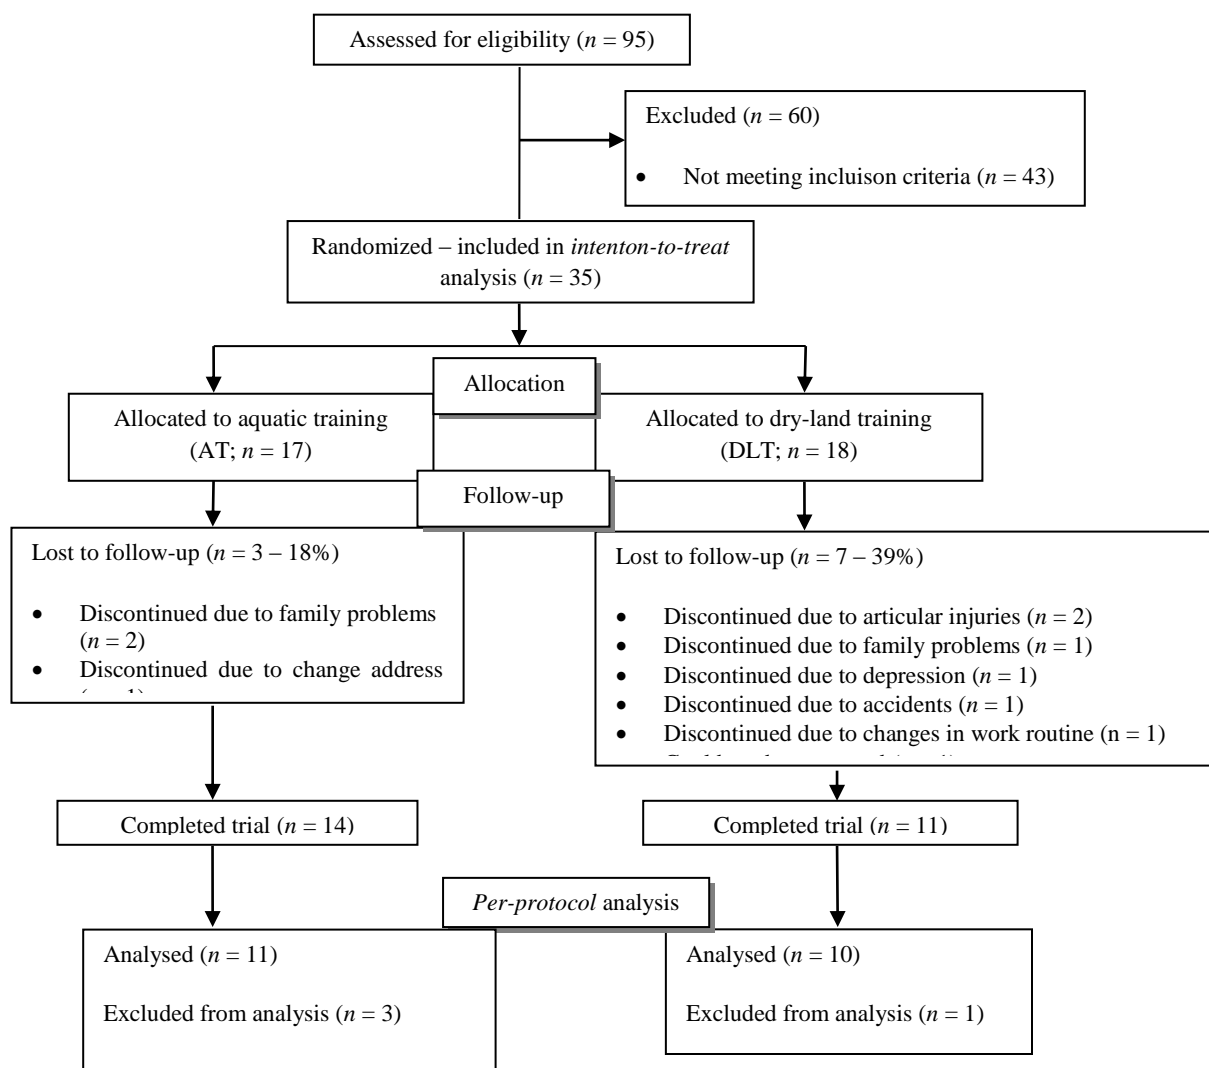 Assessed for eligibility (n = 95)
Excluded (n = 60)
• Not meeting incluison criteria (n = 43)
Randomized – included in intenton-to-treat
analysis (n = 35)
Allocation
Allocated to aquatic training
(AT; n = 17)
Allocated to dry-land training
(DLT; n = 18)
Follow-up
Lost to follow-up (n = 3 – 18%)
• Discontinued due to family problems
(n = 2)
• Discontinued due to change address
Lost to follow-up (n = 7 – 39%)
• Discontinued due to articular injuries (n = 2)
• Discontinued due to family problems (n = 1)
• Discontinued due to depression (n = 1)
• Discontinued due to accidents (n = 1)
• Discontinued due to changes in work routine (n = 1)
Completed trial (n = 14)
Completed trial (n = 11)
Per-protocol analysis
Analysed (n = 11)
Excluded from analysis (n = 3)
Analysed (n = 10)
Excluded from analysis (n = 1)